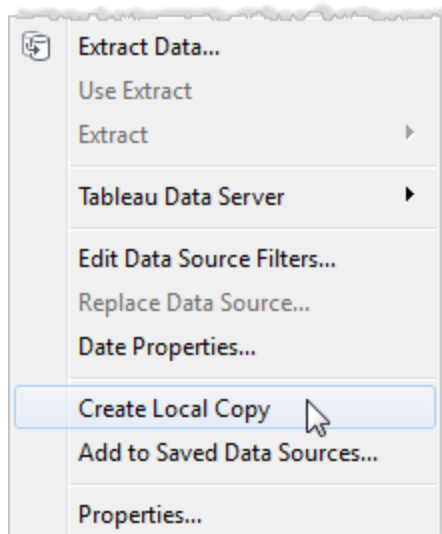 Extract Data...
Use Extract
Extract
Tableau Data Server
Edit Data Source Filters...
Replace Data Source...
Date Properties...
Create Local Copy
Add to Saved Data Sources...
Properties...